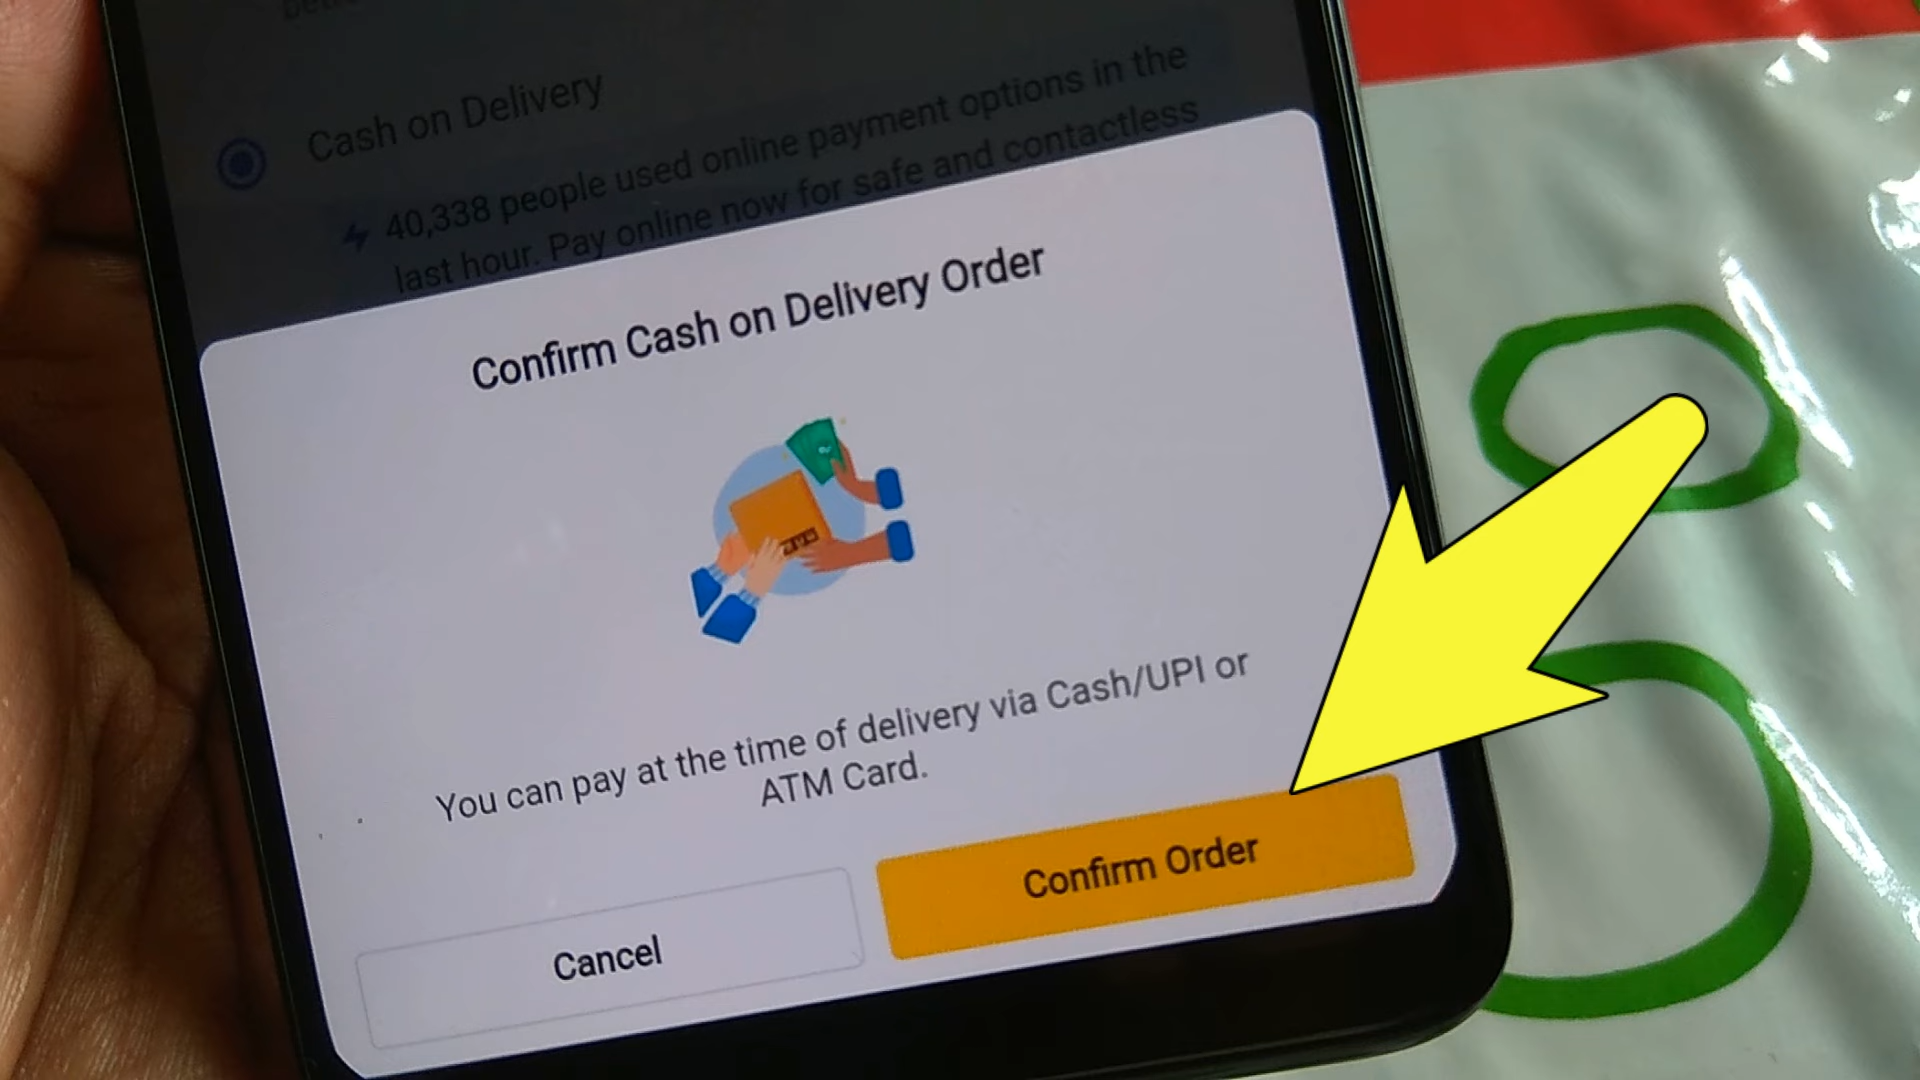 Cash on Delivery
40,338 people used online payment options in the
last hour. Pay online now for safe and contactless
Confirm Cash on Delivery Order
You can pay at the time of delivery via Cash/UPI or
ATM Card.
Cancel
Confirm Order